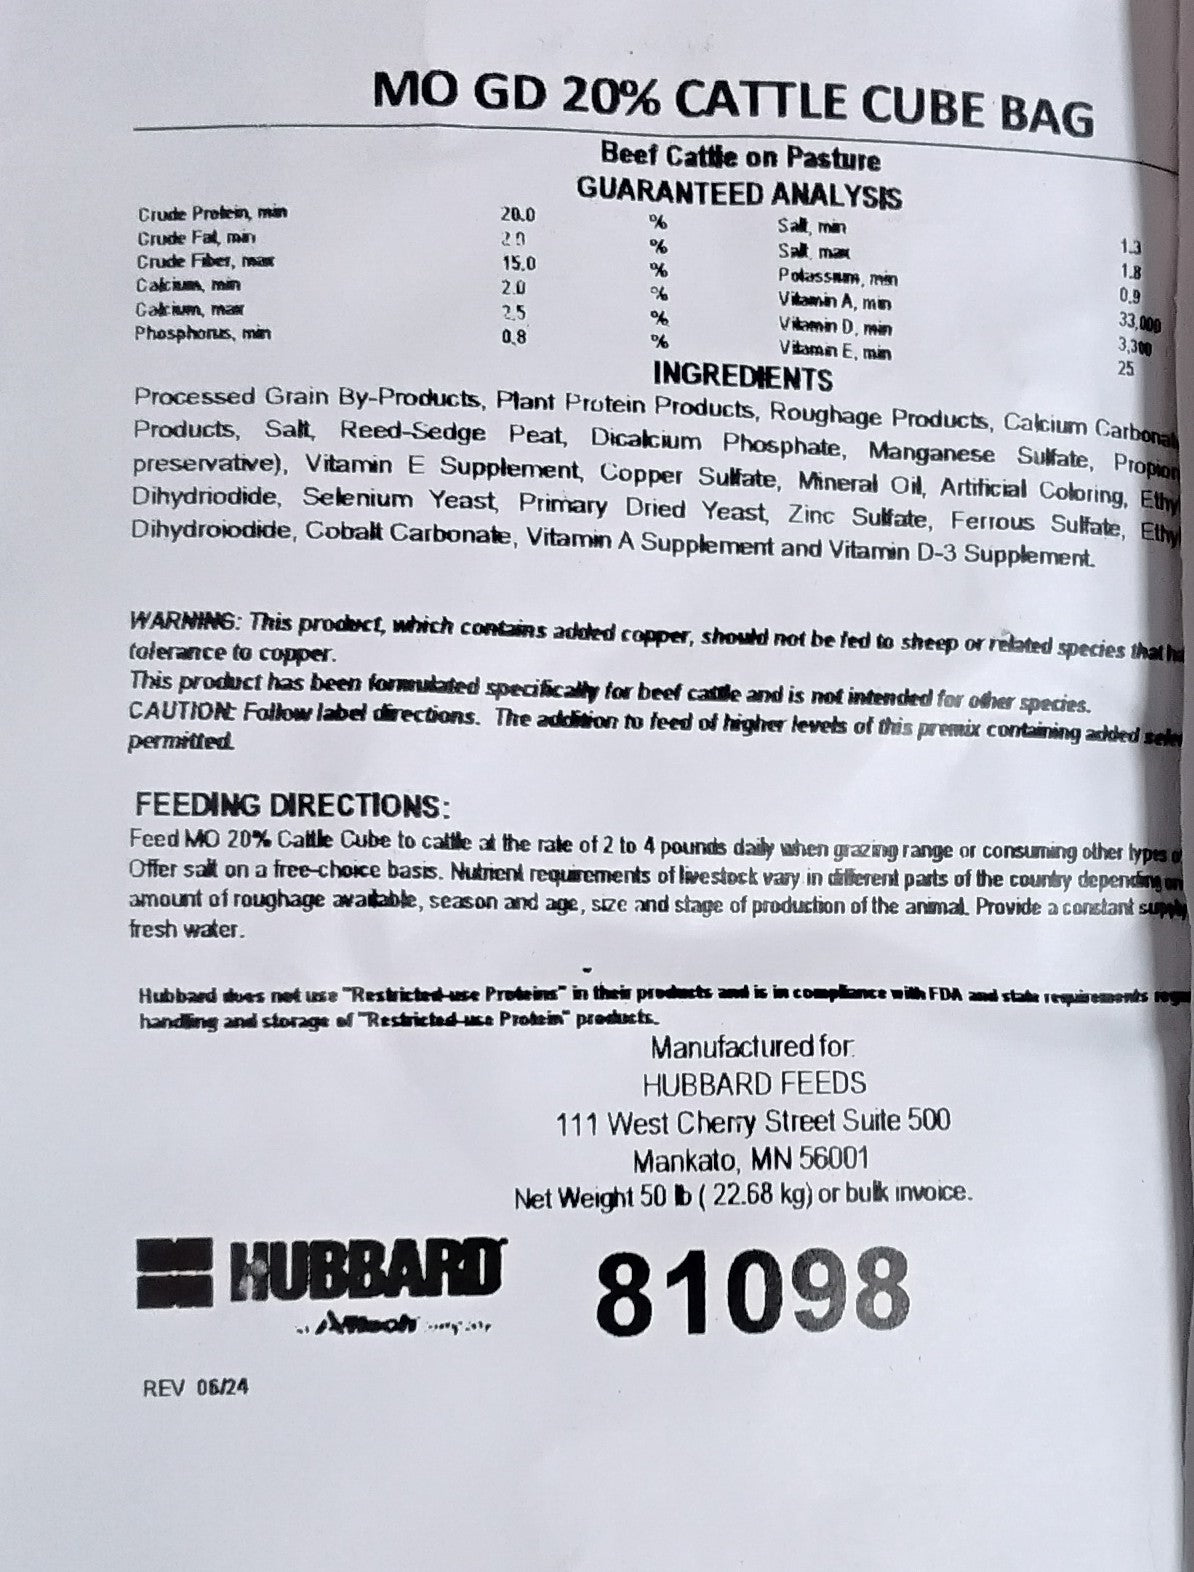 MO GD 20% CATTLE CUBE BAG
Beef Cattle on Pasture
GUARANTEED ANALYSIS
Crude Protein, min 20.0 % Salt, min 1.3
Crude Fat, min 2.0 % Salt, max 1.8
Crude Fiber, max 15.0 % Potassium, min 0.9
Calcium, min 2.0 % Vitamin A, min 33,000
Calcium, max 2.5 % Vitamin D, min 3,300
Phosphorus, min 0.8 % Vitamin E, min 25
INGREDIENTS
Processed Grain By-Products, Plant Protein Products, Roughage Products, Calcium Carbonat
Products, Salt, Reed-Sedge Peat, Dicalcium Phosphate, Manganese Sulfate, Propion
preservative), Vitamin E Supplement, Copper Sulfate, Mineral Oil, Artificial Coloring, Ethy
Dihydriodide, Selenium Yeast, Primary Dried Yeast, Zinc Sulfate, Ferrous Sulfate, Ethy
Dihydroiodide, Cobalt Carbonate, Vitamin A Supplement and Vitamin D-3 Supplement.
WARNING: This product, which contains added copper, should not be fed to sheep or related species that
tolerance to copper.
This product has been formulated specifically for beef cattle and is not intended for other species.
CAUTION: Follow label directions. The addition to feed of higher levels of this premix containing added
permitted.
FEEDING DIRECTIONS:
Feed MO 20% Cattle Cube to cattle at the rate of 2 to 4 pounds daily when grazing range or consuming other types
Offer salt on a free-choice basis. Nutrient requirements of livestock vary in different parts of the country depending on
amount of roughage available, season and age, size and stage of production of the animal. Provide a constant supply
fresh water.
Hubbard does not use "Restricted-use Proteins" in their products and is in compliance with FDA and state requirements
handling and storage of "Restricted-use Protein" products.
Manufactured for:
HUBBARD FEEDS
111 West Cherry Street Suite 500
Mankato, MN 56001
Net Weight 50 lb ( 22.68 kg) or bulk invoice.
HUBBARD 81098
Alltech
REV 06/24